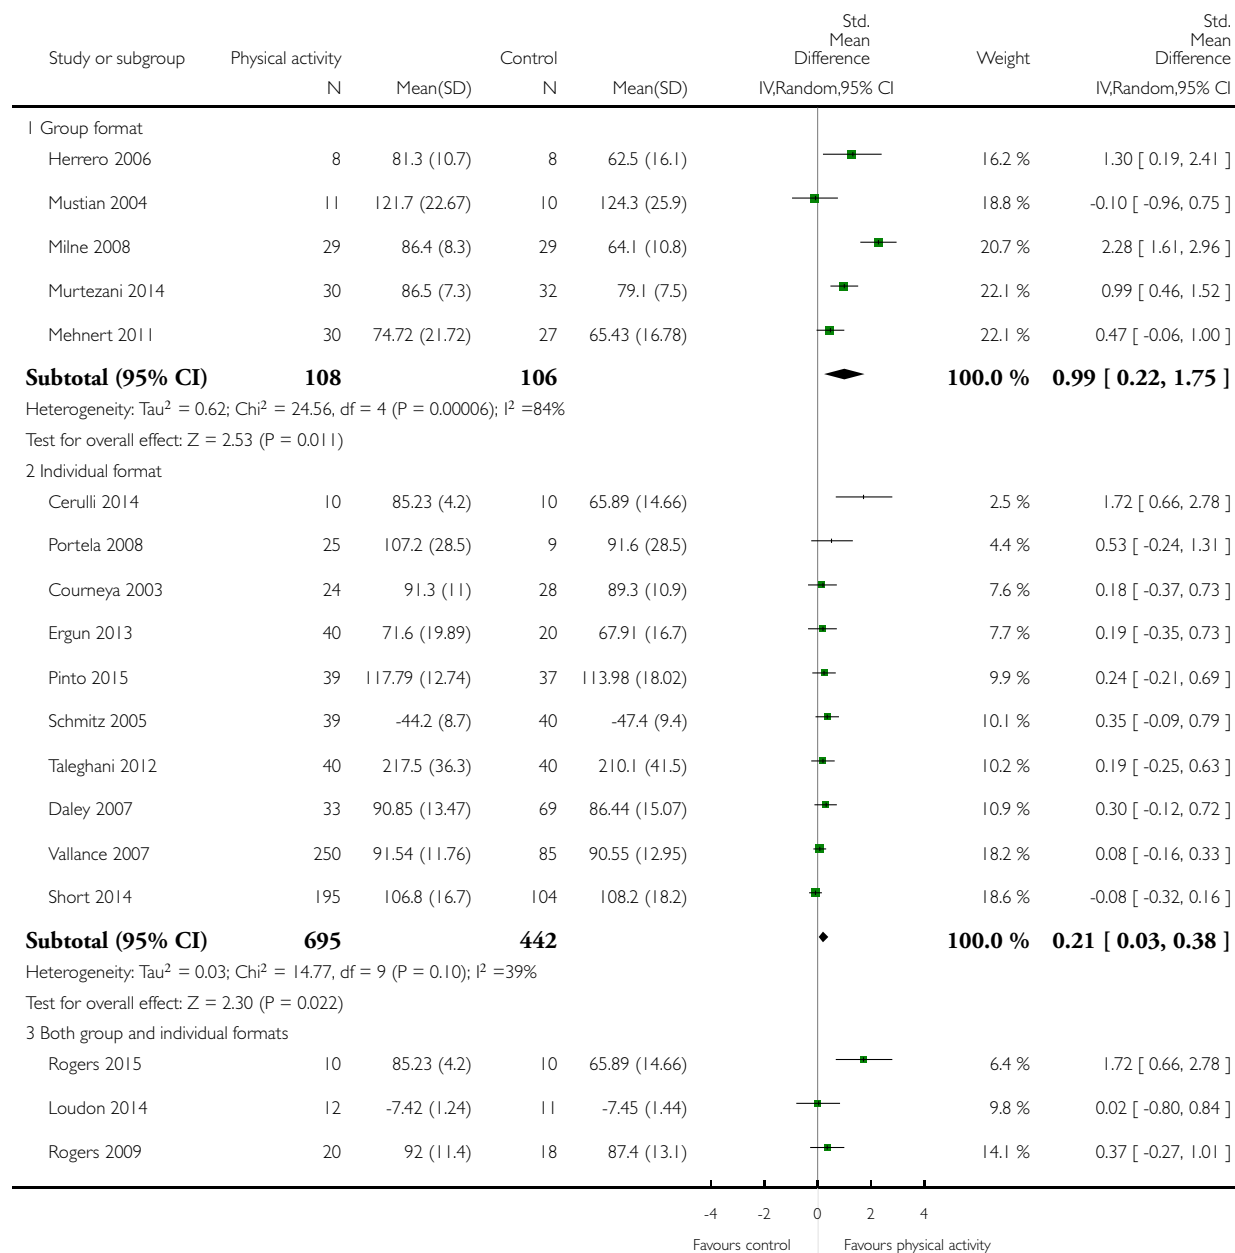 Std. Mean Difference Std. Mean Difference
Study or subgroup Physical activity Control Weight
N Mean(SD) N Mean(SD) IV,Random,95% CI IV,Random,95% CI
1 Group format
Herrero 2006 8 81.3 (10.7) 8 62.5 (16.1) 16.2 % 1.30 [ 0.19, 2.41 ]
Mustian 2004 11 121.7 (22.67) 10 124.3 (25.9) 18.8 % -0.10 [ -0.96, 0.75 ]
Milne 2008 29 86.4 (8.3) 29 64.1 (10.8) 20.7 % 2.28 [ 1.61, 2.96 ]
Murtezani 2014 30 86.5 (7.3) 32 79.1 (7.5) 22.1 % 0.99 [ 0.46, 1.52 ]
Mehnert 2011 30 74.72 (21.72) 27 65.43 (16.78) 22.1 % 0.47 [ -0.06, 1.00 ]
Subtotal (95% CI) 108 106 100.0 % 0.99 [ 0.22, 1.75 ]
Heterogeneity: Tau² = 0.62; Chi² = 24.56, df = 4 (P = 0.00006); I² =84%
Test for overall effect: Z = 2.53 (P = 0.011)
2 Individual format
Cerulli 2014 10 85.23 (4.2) 10 65.89 (14.66) 2.5 % 1.72 [ 0.66, 2.78 ]
Portela 2008 25 107.2 (28.5) 9 91.6 (28.5) 4.4 % 0.53 [ -0.24, 1.31 ]
Courneya 2003 24 91.3 (11) 28 89.3 (10.9) 7.6 % 0.18 [ -0.37, 0.73 ]
Ergun 2013 40 71.6 (19.89) 20 67.91 (16.7) 7.7 % 0.19 [ -0.35, 0.73 ]
Pinto 2015 39 117.79 (12.74) 37 113.98 (18.02) 9.9 % 0.24 [ -0.21, 0.69 ]
Schmitz 2005 39 -44.2 (8.7) 40 -47.4 (9.4) 10.1 % 0.35 [ -0.09, 0.79 ]
Taleghani 2012 40 217.5 (36.3) 40 210.1 (41.5) 10.2 % 0.19 [ -0.25, 0.63 ]
Daley 2007 33 90.85 (13.47) 69 86.44 (15.07) 10.9 % 0.30 [ -0.12, 0.72 ]
Vallance 2007 250 91.54 (11.76) 85 90.55 (12.95) 18.2 % 0.08 [ -0.16, 0.33 ]
Short 2014 195 106.8 (16.7) 104 108.2 (18.2) 18.6 % -0.08 [ -0.32, 0.16 ]
Subtotal (95% CI) 695 442 100.0 % 0.21 [ 0.03, 0.38 ]
Heterogeneity: Tau² = 0.03; Chi² = 14.77, df = 9 (P = 0.10); I² =39%
Test for overall effect: Z = 2.30 (P = 0.022)
3 Both group and individual formats
Rogers 2015 10 85.23 (4.2) 10 65.89 (14.66) 6.4 % 1.72 [ 0.66, 2.78 ]
Loudon 2014 12 -7.42 (1.24) 11 -7.45 (1.44) 9.8 % 0.02 [ -0.80, 0.84 ]
Rogers 2009 20 92 (11.4) 18 87.4 (13.1) 14.1 % 0.37 [ -0.27, 1.01 ]
-4 -2 0 2 4
Favours control Favours physical activity